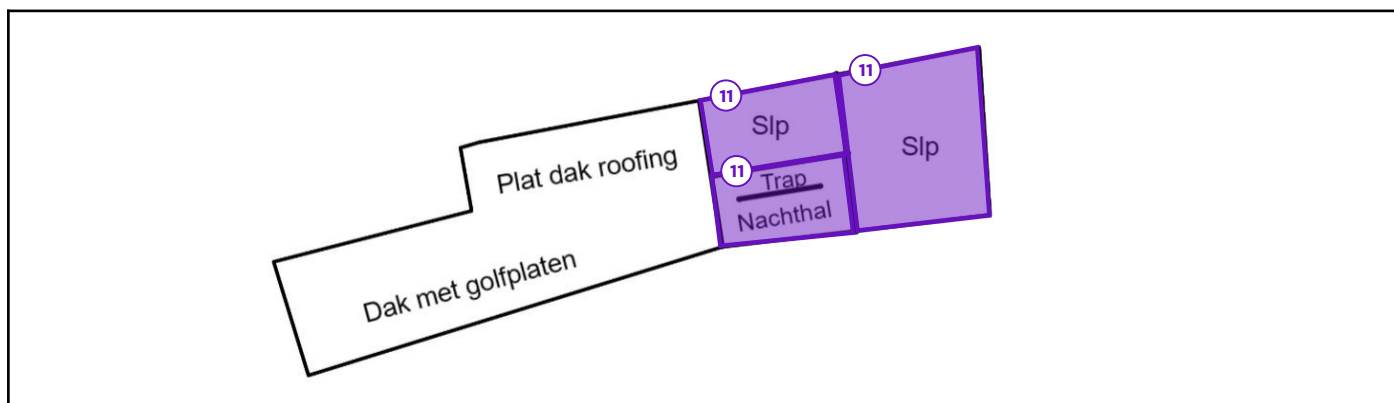 11
11
Slp
Slp
Plat dak roofing
11
Trap
Nachthal
Dak met golfplaten